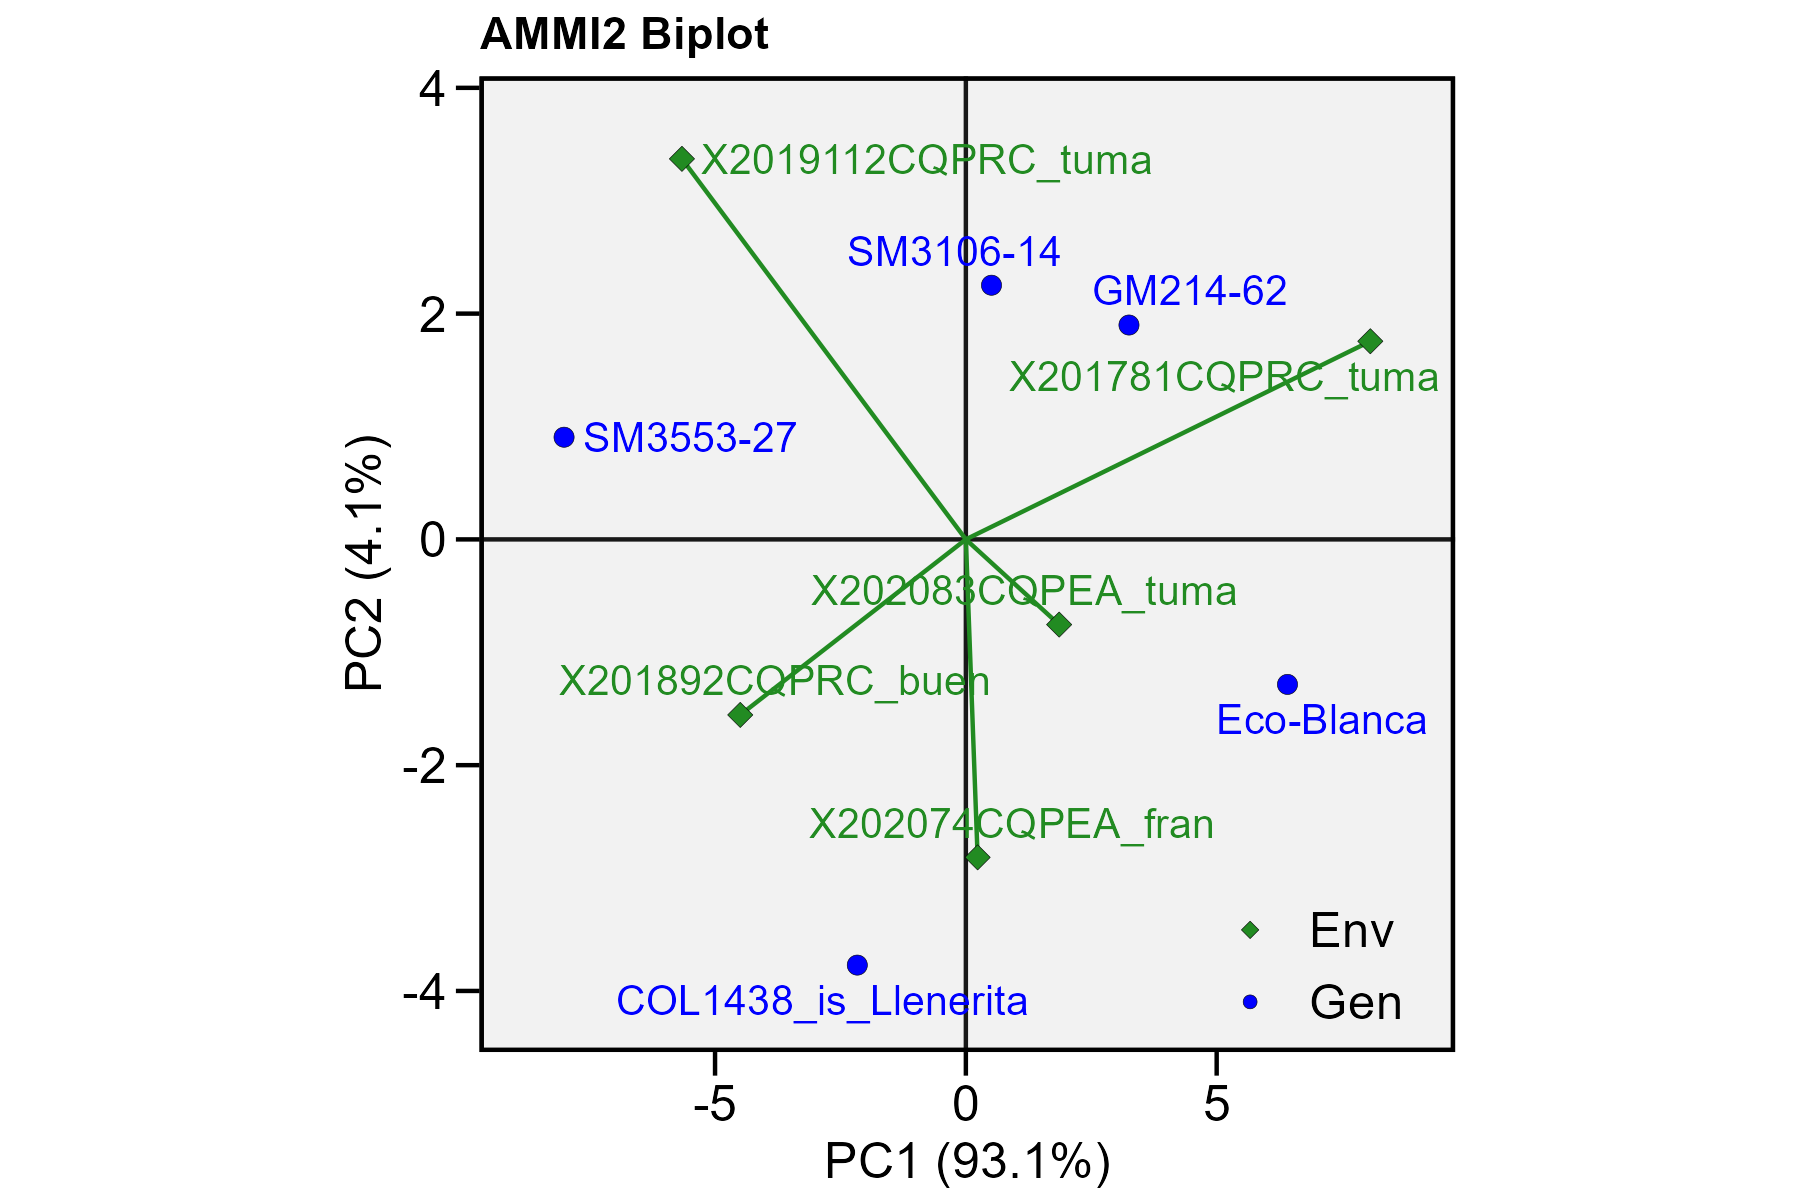 AMMI2 Biplot
4
X2019112CQPRC_tuma
SM3106-14
GM214-62
2
X201781CQPRC_tuma
SM3553-27
PC2 (4.1%)
0
X202083CQPEA_tuma
X201892CQPRC_buen
Eco-Blanca
-2
X202074CQPEA_fran
Env
-4
COL1438_is_Llenerita
Gen
-5
0
5
PC1 (93.1%)